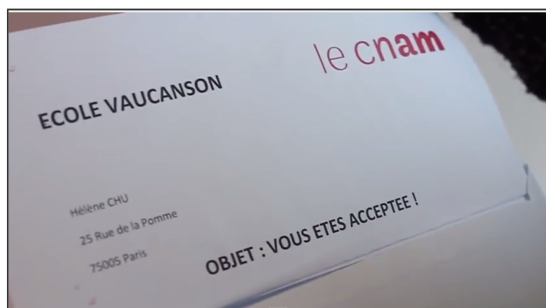 le cnam
ECOLE VAUCANSON
Hélène CHU
25 Rue de la Pomme
75005 Paris
OBJET : VOUS ETES ACCEPTEE !